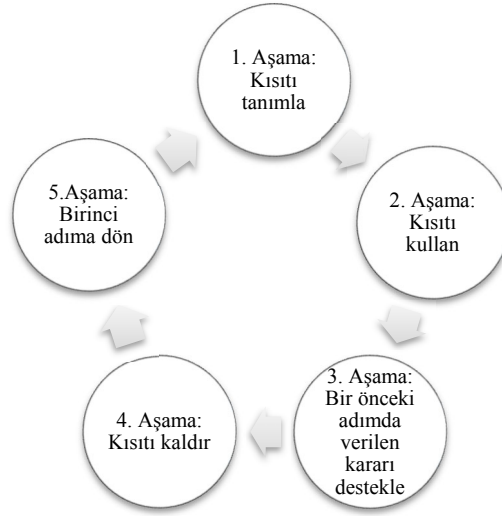 1. Aşama:
Kısıtı
tanımla
2. Aşama:
Kısıtı
kullan
3. Aşama:
Bir önceki
adımda
verilen
kararı
destekle
4. Aşama:
Kısıtı kaldır
5.Aşama:
Birinci
adıma dön